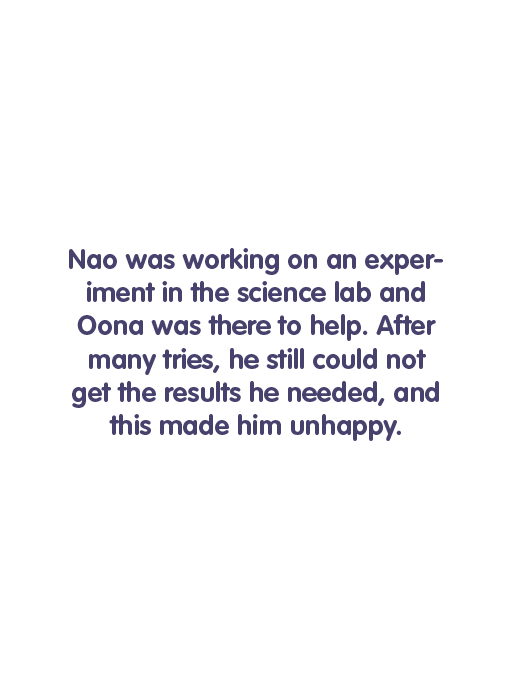 Nao was working on an exper-
iment in the science lab and
Oona was there to help. After
many tries, he still could not
get the results he needed, and
this made him unhappy.